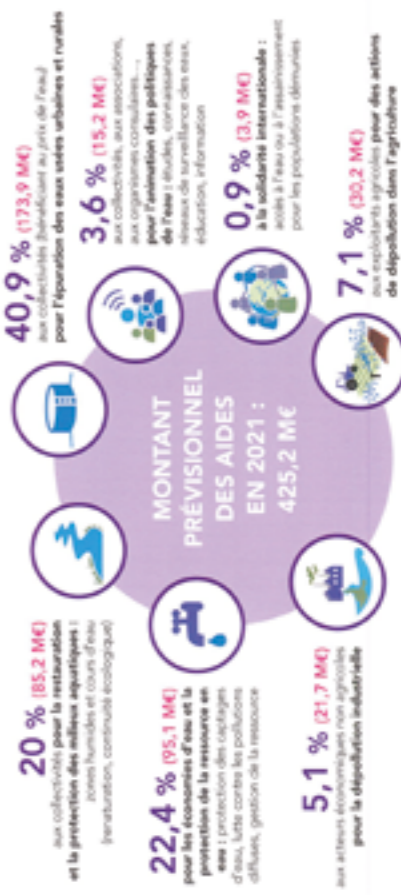 20 % (85,2 M€)
aux collectivités pour la restauration
et la protection des milieux aquatiques :
zones humides et cours d'eau
(renaturation, continuité écologique)
40,9 % (173,9 M€)
aux collectivités (bénéficiant au prix de l'eau)
pour l'épuration des eaux usées urbaines et rurales
3,6 % (15,2 M€)
aux collectivités, aux associations,
aux organismes consulaires...,
pour l'animation des politiques
de l'eau : études, connaissances,
réseaux de surveillance des eaux,
éducation, information
0,9 % (3,9 M€)
à la solidarité internationale :
accès à l'eau ou à l'assainissement
pour les populations démunies
7,1 % (30,2 M€)
aux exploitants agricoles pour des actions
de dépollution dans l'agriculture
5,1 % (21,7 M€)
aux acteurs économiques non agricoles
pour la dépollution industrielle
22,4 % (95,1 M€)
pour les économies d'eau et la
protection de la ressource en
eau : protection des captages
d'eau, lutte contre les pollutions
diffuses, gestion de la ressource
MONTANT
PRÉVISIONNEL
DES AIDES
EN 2021 :
425,2 M€